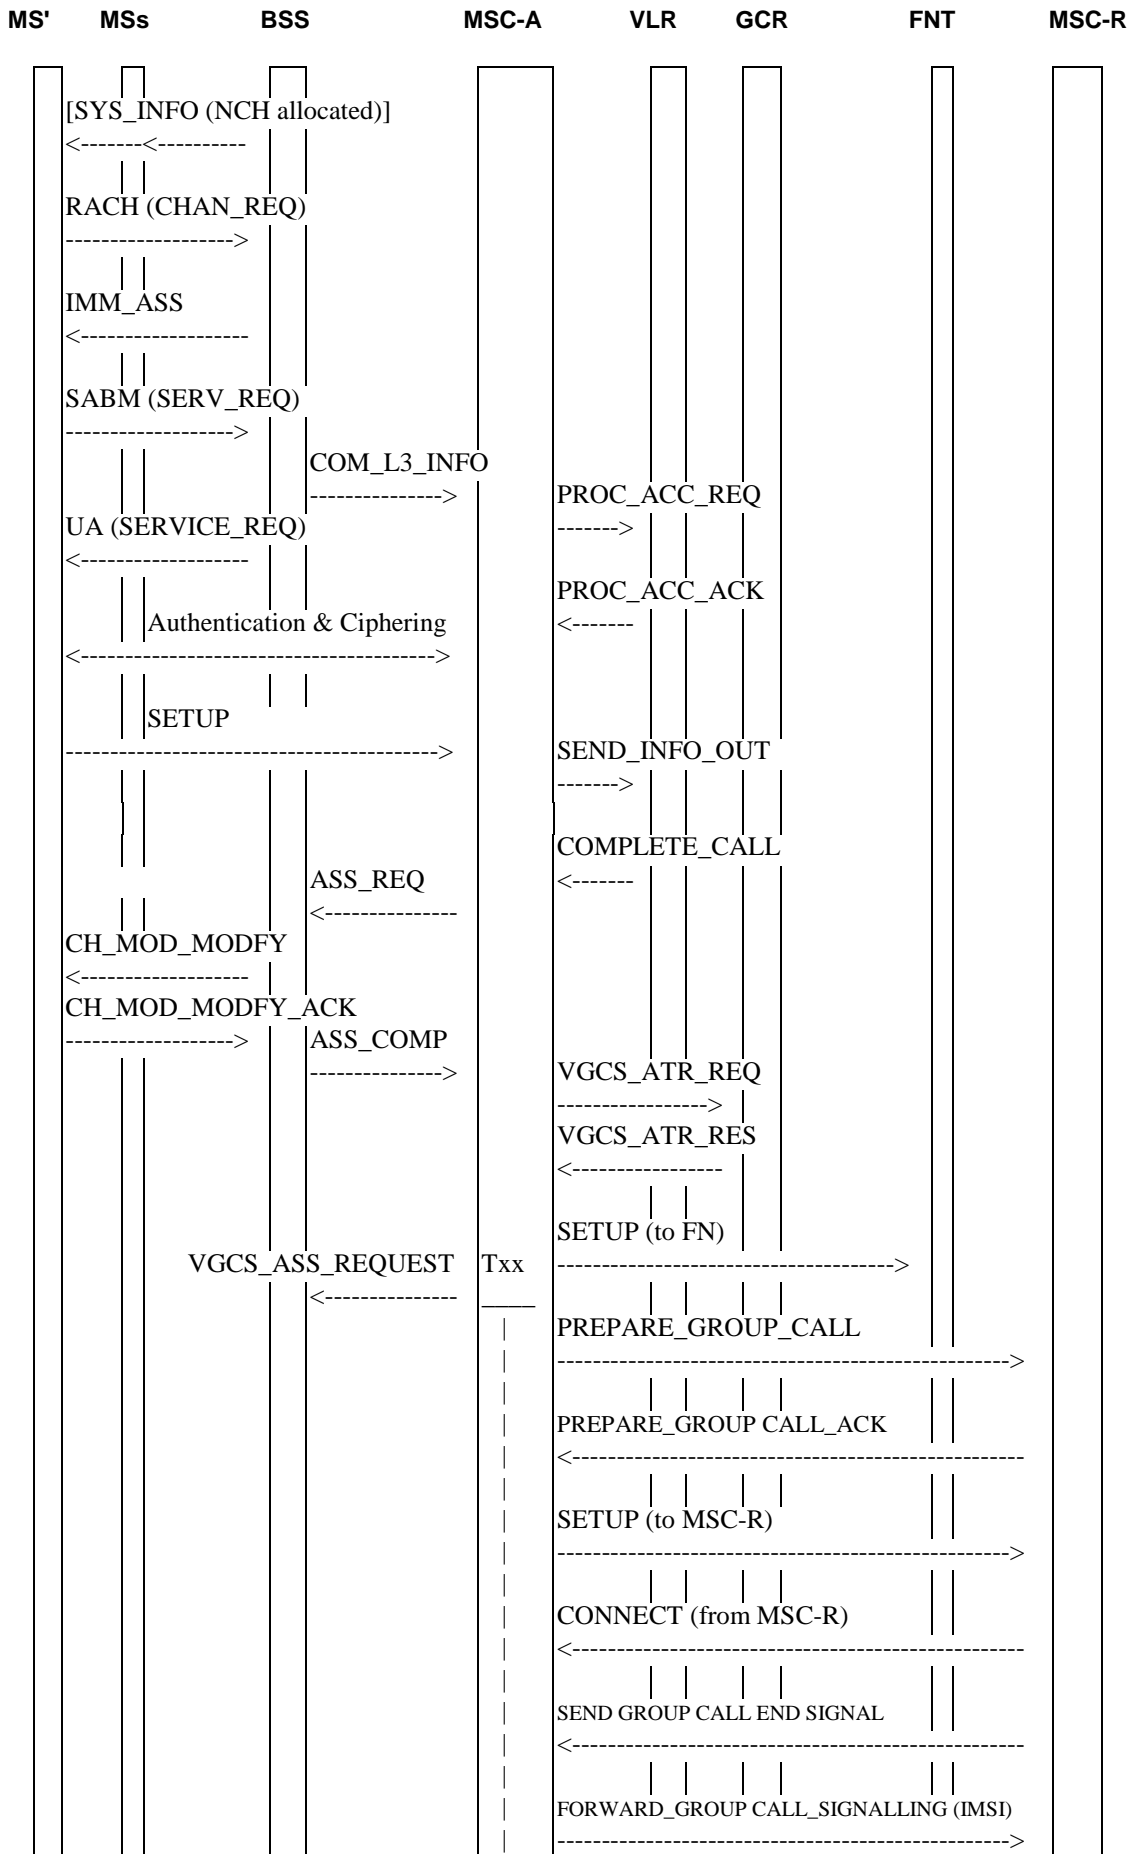 MS' MSs BSS MSC-A VLR GCR FNT MSC-R
[SYS_INFO (NCH allocated)]
<-------<----------
RACH (CHAN_REQ)
------------------->
IMM_ASS
<-------------------
SABM (SERV_REQ)
------------------->
COM_L3_INFO
---------------> PROC_ACC_REQ
UA (SERVICE_REQ) ------->
<-------------------
PROC_ACC_ACK
Authentication & Ciphering <-------
<---------------------------------------->
SETUP
------------------------------------------> SEND_INFO_OUT
------->
COMPLETE_CALL
ASS_REQ <-------
<---------------
CH_MOD_MODFY
<-------------------
CH_MOD_MODFY_ACK
-------------------> ASS_COMP
---------------> VGCS_ATR_REQ
----------------->
VGCS_ATR_RES
<-----------------
SETUP (to FN)
VGCS_ASS_REQUEST Txx -------------------------------------->
<--------------- ____
| PREPARE_GROUP_CALL
| --------------------------------------------------->
|
| PREPARE_GROUP CALL_ACK
| <---------------------------------------------------
|
| SETUP (to MSC-R)
| --------------------------------------------------->
|
| CONNECT (from MSC-R)
| <---------------------------------------------------
|
| SEND GROUP CALL END SIGNAL
| <---------------------------------------------------
|
| FORWARD_GROUP CALL_SIGNALLING (IMSI)
| --------------------------------------------------->